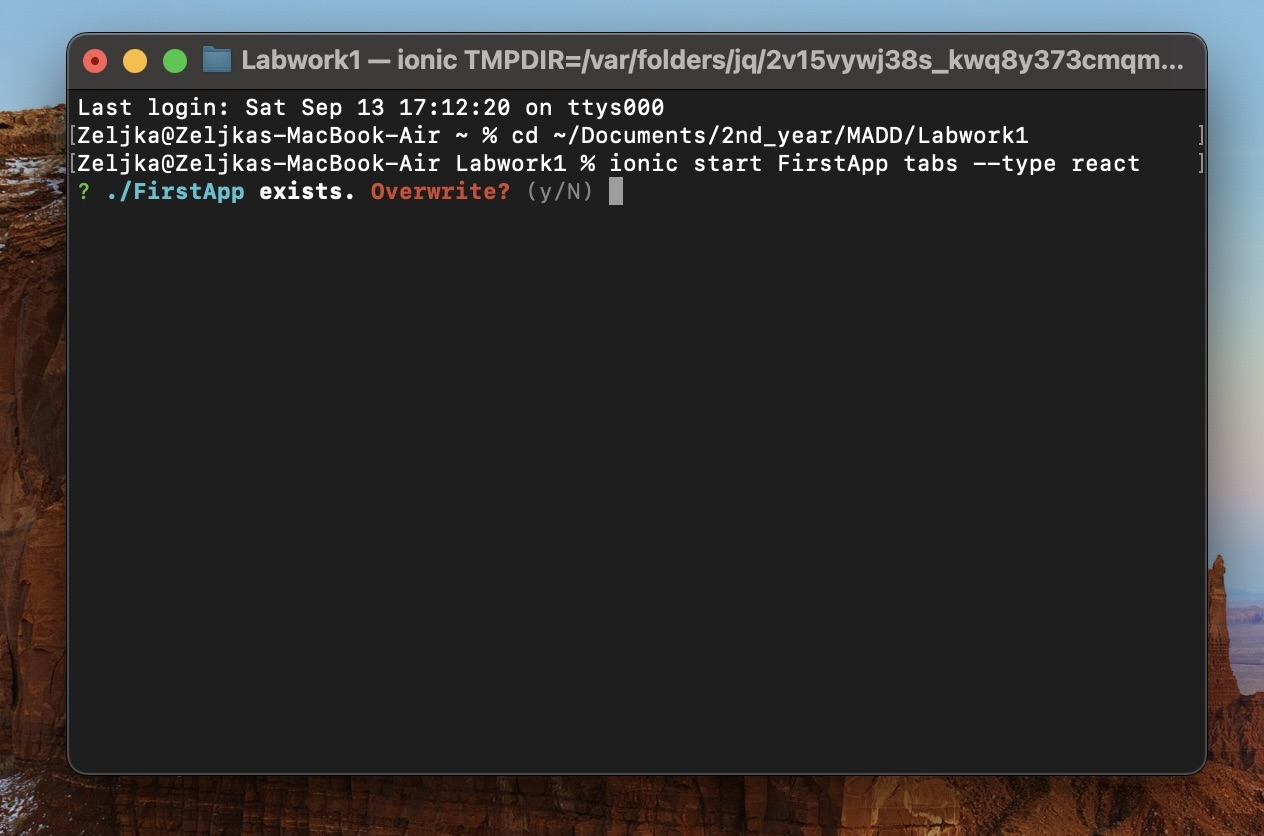 Labwork1 — ionic TMPDIR=/var/folders/jq/2v15vywj38s_kwq8y373cmqm...
Last login: Sat Sep 13 17:12:20 on ttys000
[Zeljka@Zeljkas-MacBook-Air ~ % cd ~/Documents/2nd_year/MADD/Labwork1 ]
[Zeljka@Zeljkas-MacBook-Air Labwork1 % ionic start FirstApp tabs --type react ]
? ./FirstApp exists. Overwrite? (y/N)